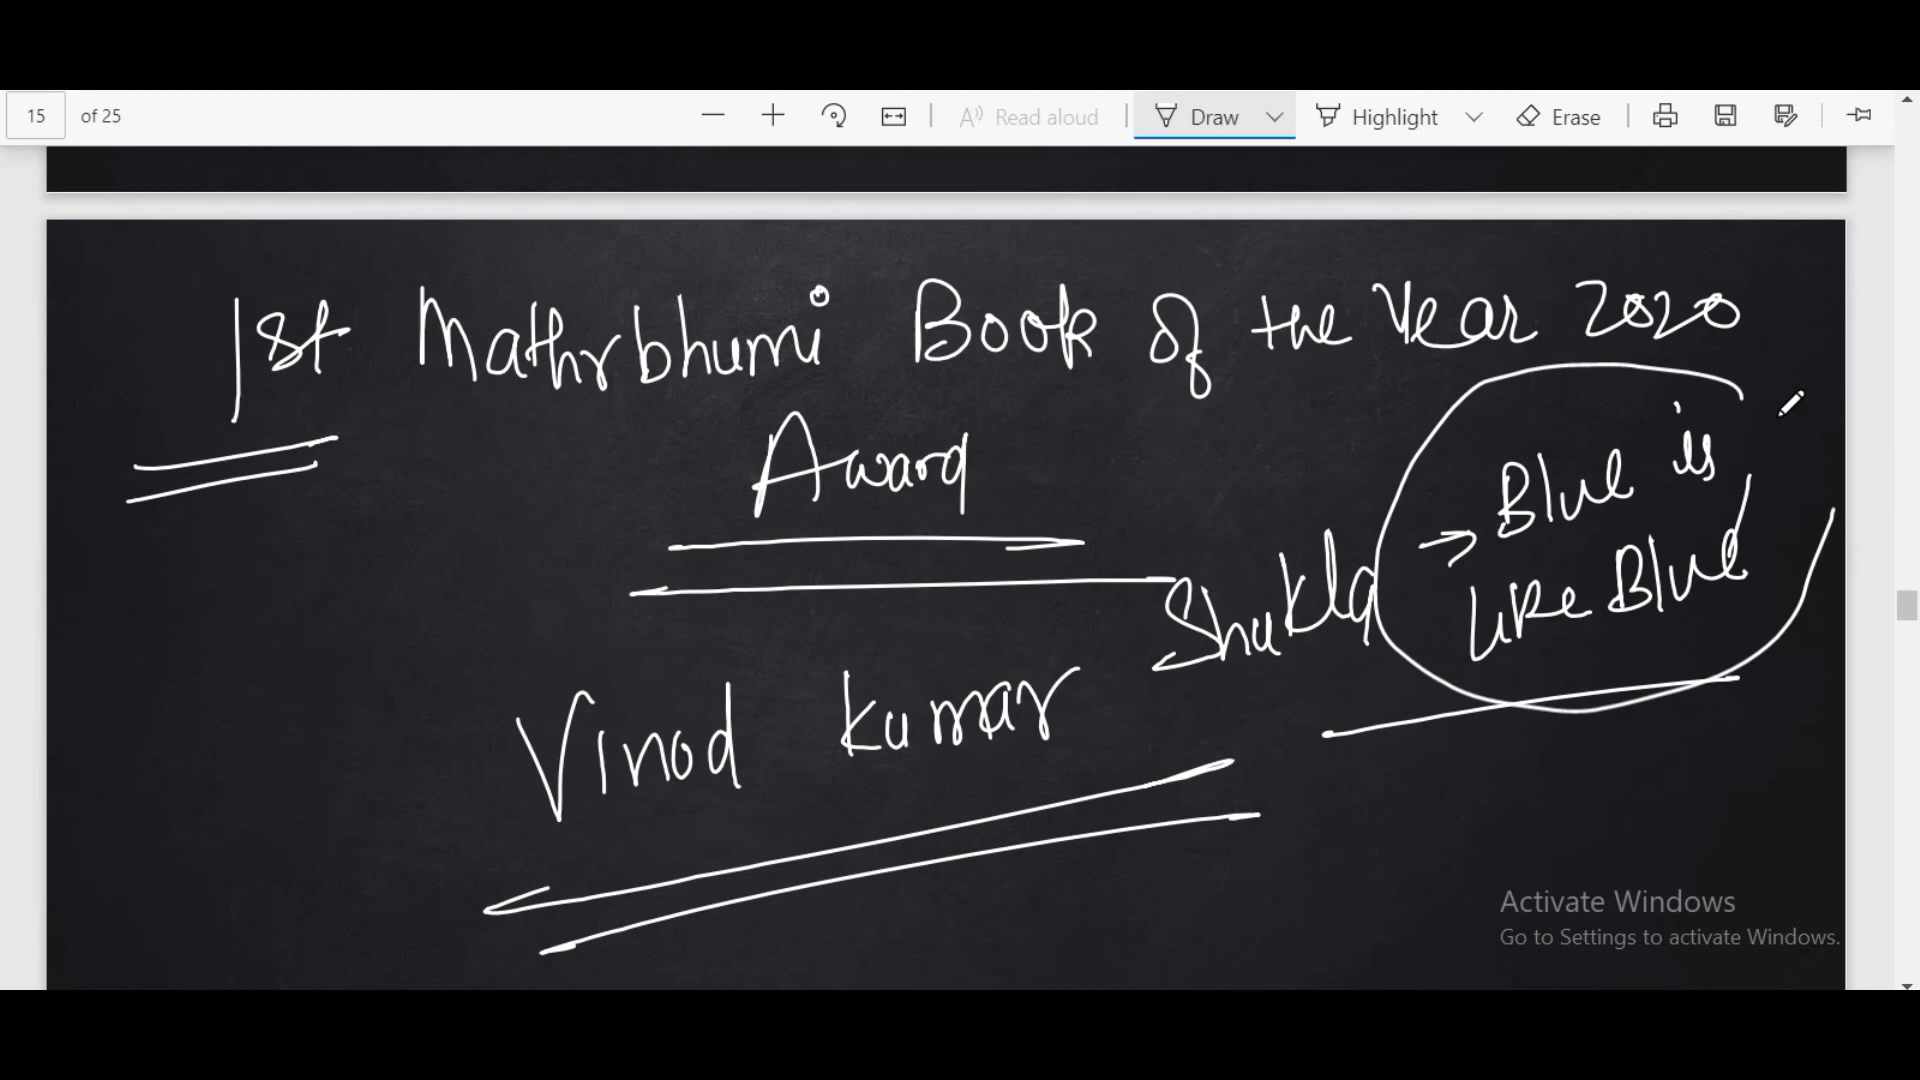 15 of 25 Read aloud Draw Highlight Erase
1st Mathrbhumi Book of the Year 2020
Award
→ Blue is
like Blue
Vinod Kumar Shukla
Activate Windows
Go to Settings to activate Windows.